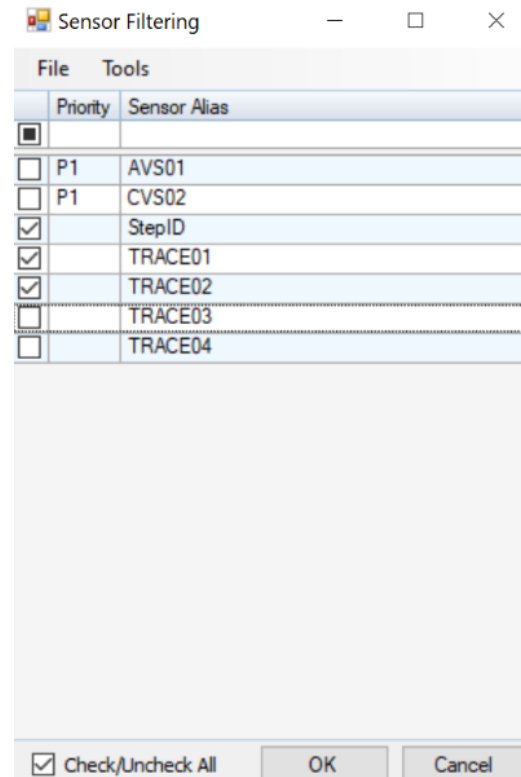 Sensor Filtering
File Tools
Priority Sensor Alias
P1 AVS01
P1 CVS02
StepID
TRACE01
TRACE02
TRACE03
TRACE04
Check/Uncheck All OK Cancel